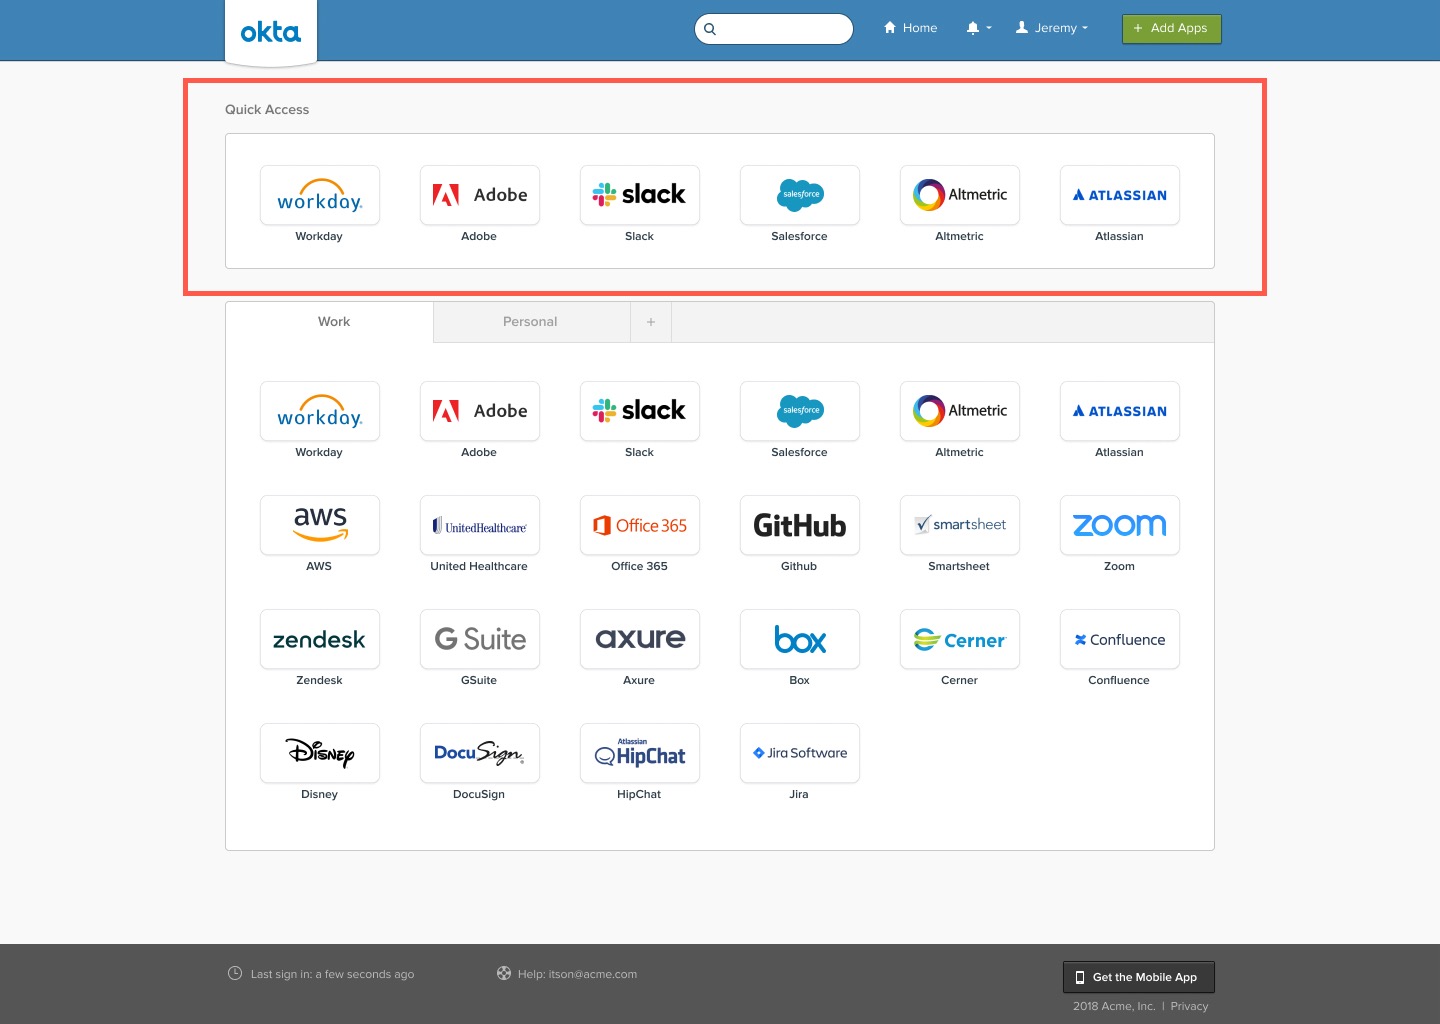 okta
Home
Jeremy
+ Add Apps
Quick Access
workday.
Adobe
slack
salesforce
Altmetric
ATLASSIAN
Workday
Adobe
Slack
Salesforce
Altmetric
Atlassian
Work
Personal
+
workday.
Adobe
slack
salesforce
Altmetric
ATLASSIAN
Workday
Adobe
Slack
Salesforce
Altmetric
Atlassian
aws
UnitedHealthcare
Office 365
GitHub
smartsheet
zoom
AWS
United Healthcare
Office 365
Github
Smartsheet
Zoom
zendesk
G Suite
axure
box
Cerner
Confluence
Zendesk
GSuite
Axure
Box
Cerner
Confluence
Disney
DocuSign
Atlassian
HipChat
Jira Software
Disney
DocuSign
HipChat
Jira
Last sign in: a few seconds ago
Help: itson@acme.com
Get the Mobile App
2018 Acme, Inc. | Privacy